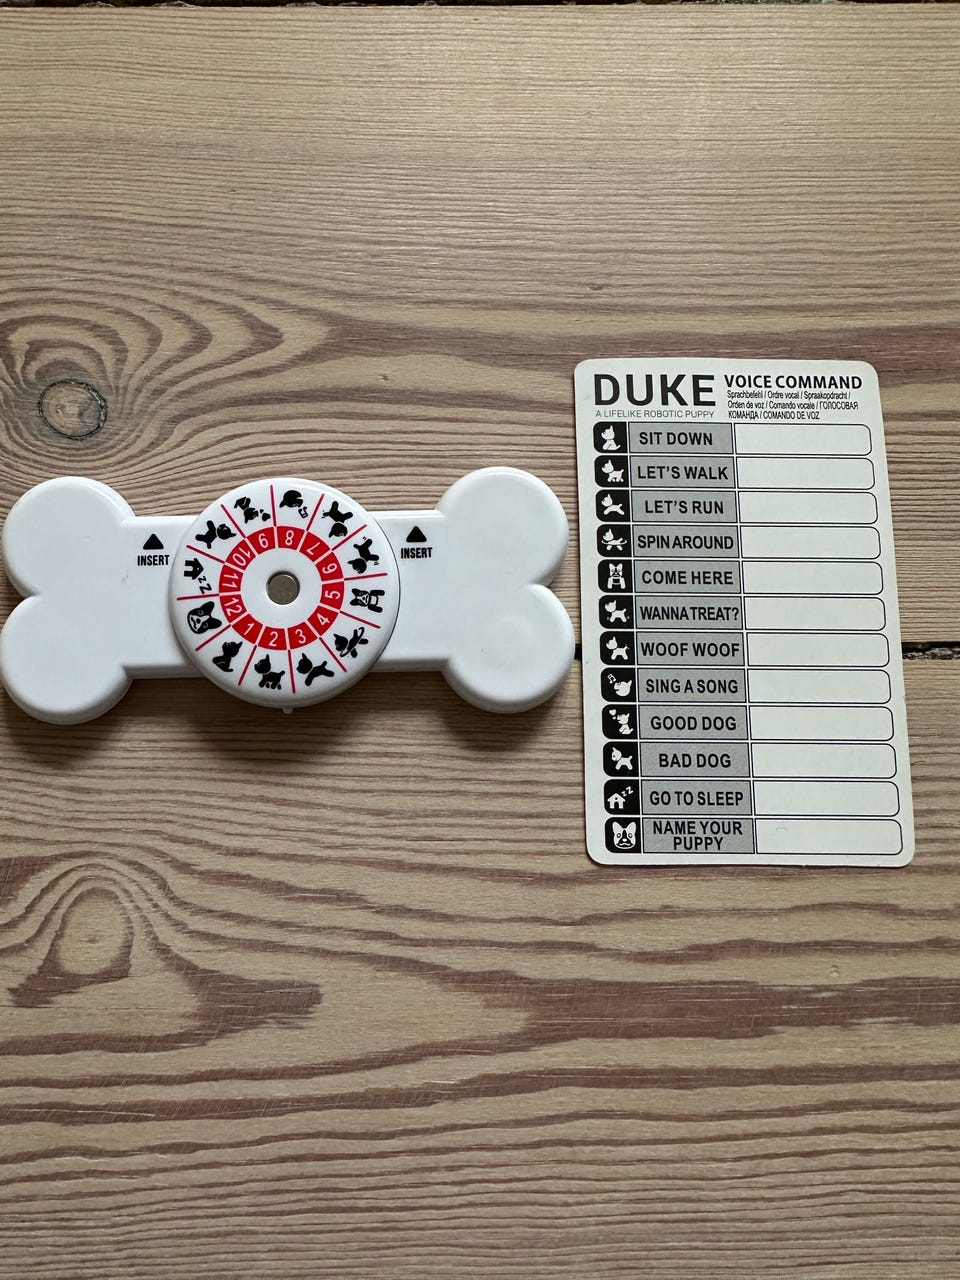 INSERT
INSERT
1
2
3
4
5
6
7
8
9
10
11
12
zz
DUKE
A LIFELIKE ROBOTIC PUPPY
VOICE COMMAND
Sprachbefehl / Ordre vocal / Spraakopdracht /
Orden de voz / Comando vocale / ГОЛОСОВАЯ
КОМАНДА / COMANDO DE VOZ
SIT DOWN
LET'S WALK
LET'S RUN
SPIN AROUND
COME HERE
WANNA TREAT?
WOOF WOOF
SING A SONG
GOOD DOG
BAD DOG
zz
GO TO SLEEP
NAME YOUR
PUPPY